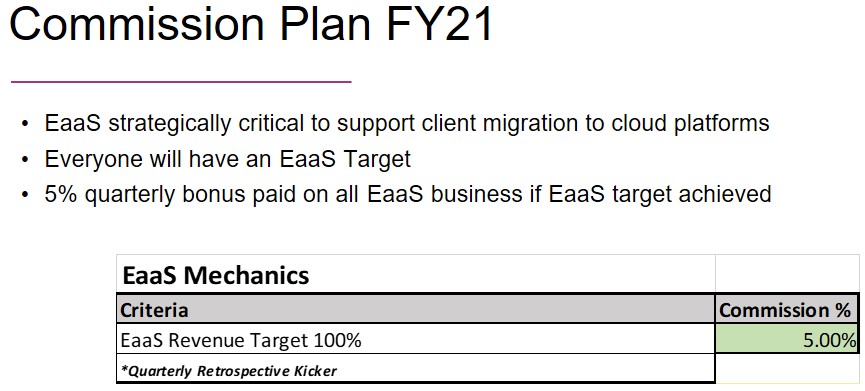 Commission Plan FY21
• EaaS strategically critical to support client migration to cloud platforms
• Everyone will have an EaaS Target
• 5% quarterly bonus paid on all EaaS business if EaaS target achieved
EaaS Mechanics
Criteria Commission %
EaaS Revenue Target 100% 5.00%
*Quarterly Retrospective Kicker